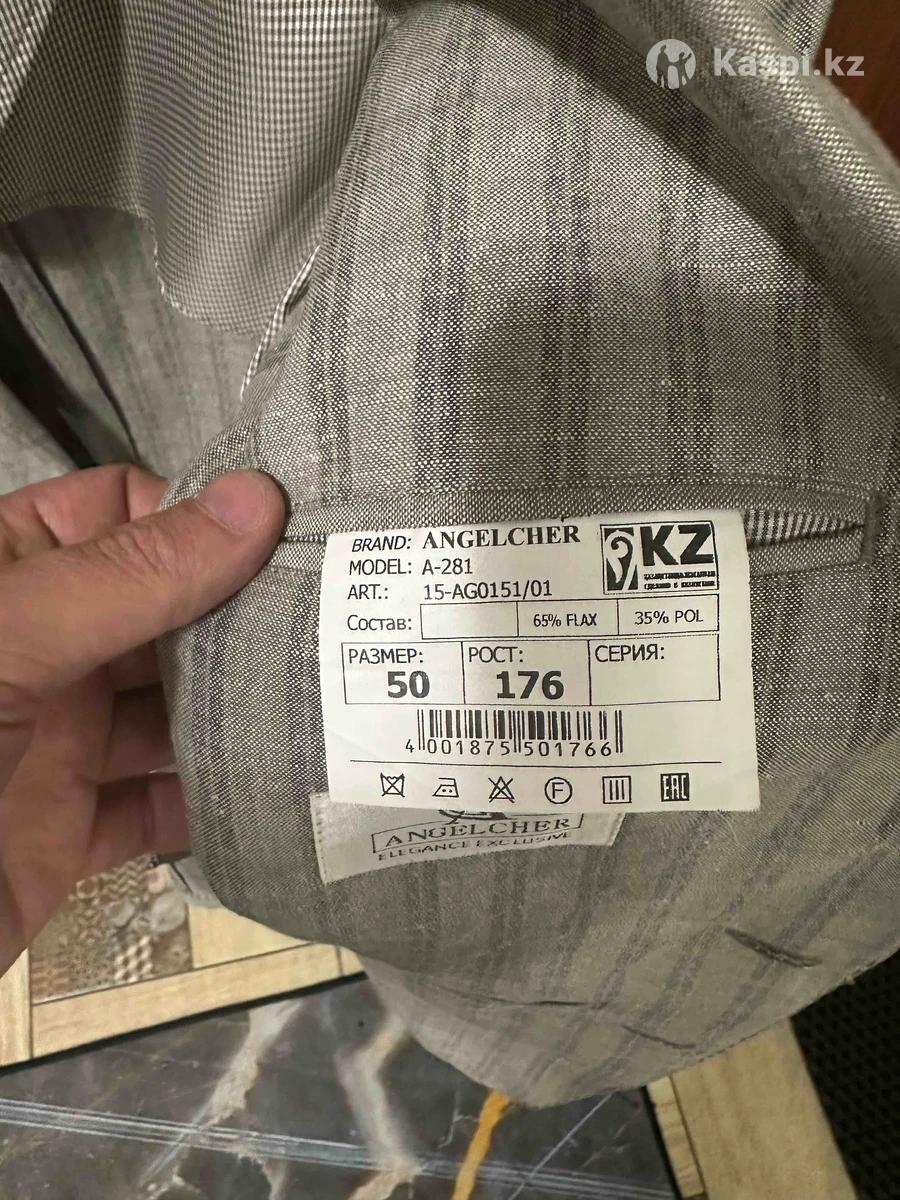 Kaspi.kz
BRAND: ANGELCHER
KZ
MODEL: A-281
ART.: 15-AG0151/01
Состав: 65% FLAX 35% POL
РАЗМЕР: РОСТ: СЕРИЯ:
50 176
4 001875 501766
F
EAC
ANGELCHER
ELEGANCE EXCLUSIVE